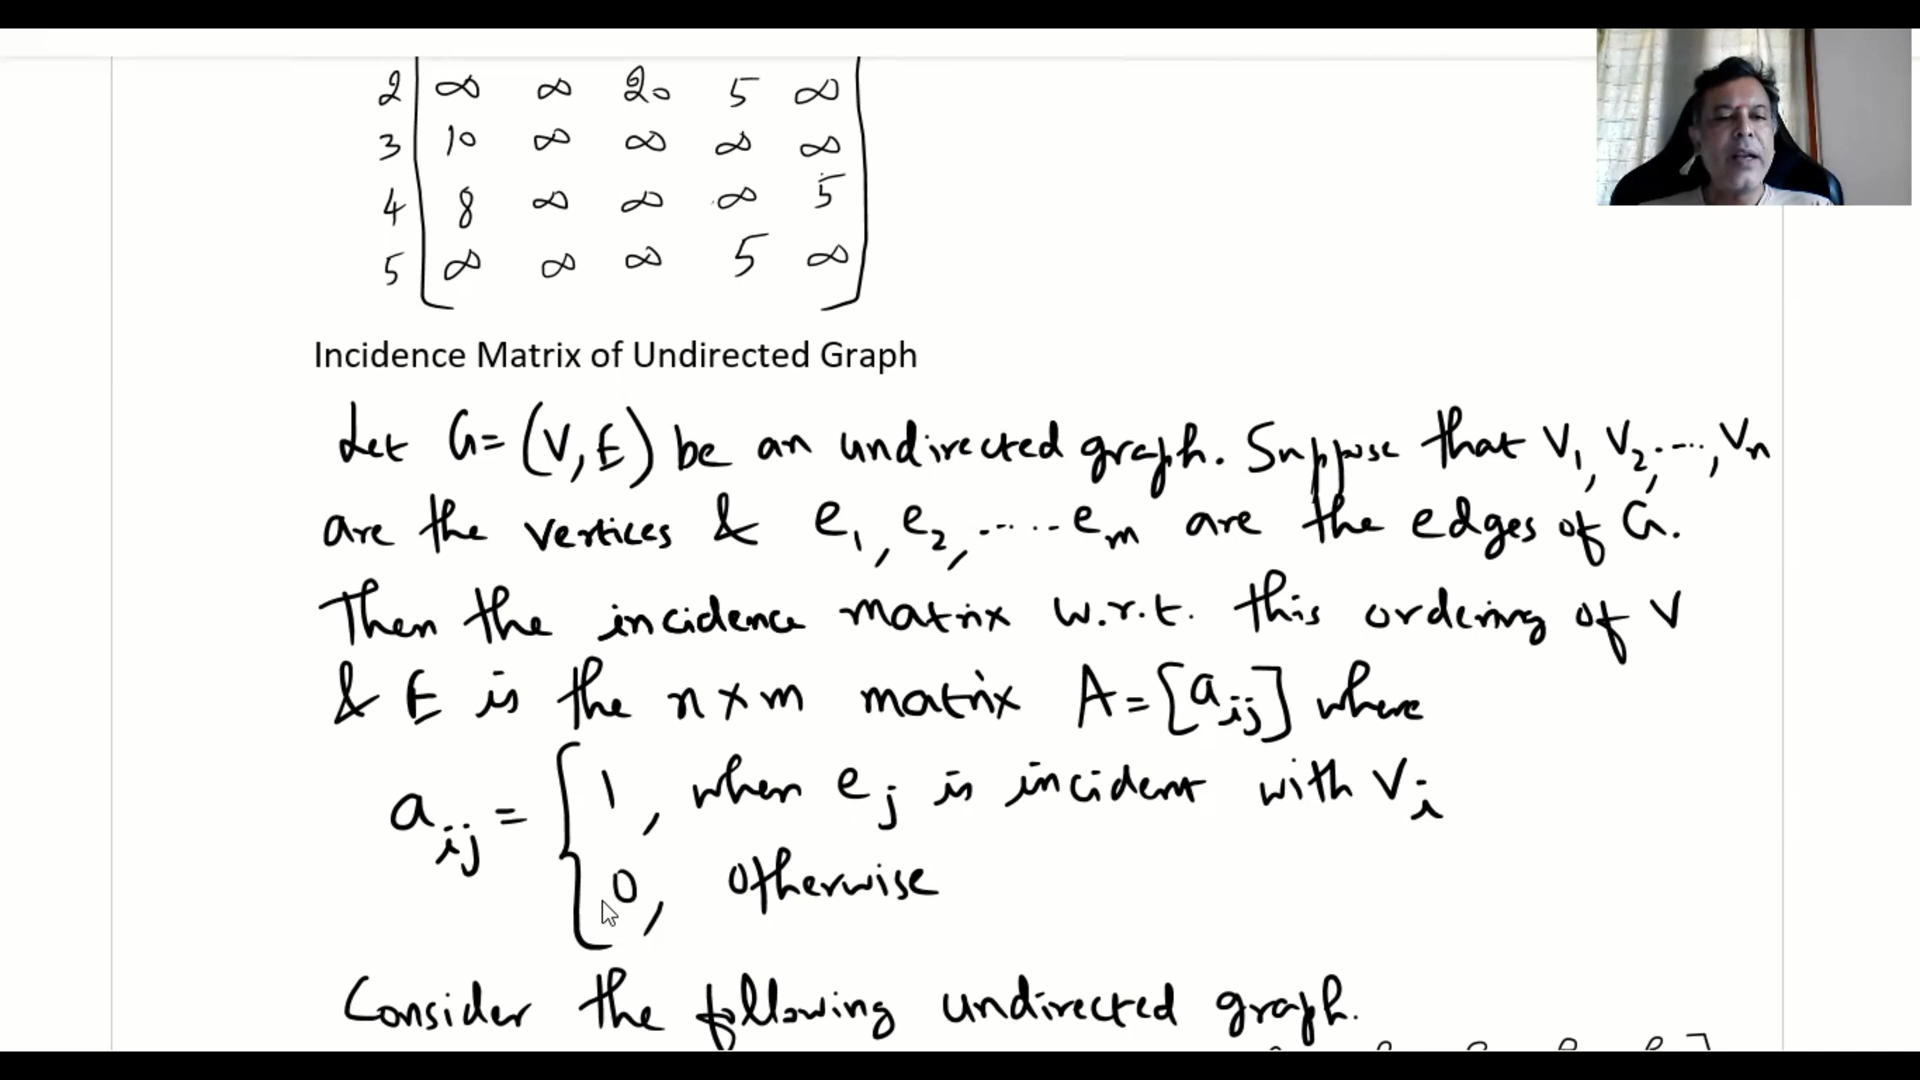 2 ∞ ∞ 20 5 ∞
3 10 ∞ ∞ ∞ ∞
4 8 ∞ ∞ ∞ 5
5 ∞ ∞ ∞ 5 ∞
Incidence Matrix of Undirected Graph
Let G=(V,E) be an undirected graph. Suppose that V₁, V₂....., Vₙ
are the vertices & e₁, e₂, ..... eₘ are the edges of G.
Then the incidence matrix w.r.t. this ordering of V
& E is the n×m matrix A=[aᵢⱼ] where
aᵢⱼ = { 1, when eⱼ is incident with Vᵢ
0, otherwise
Consider the following undirected graph.